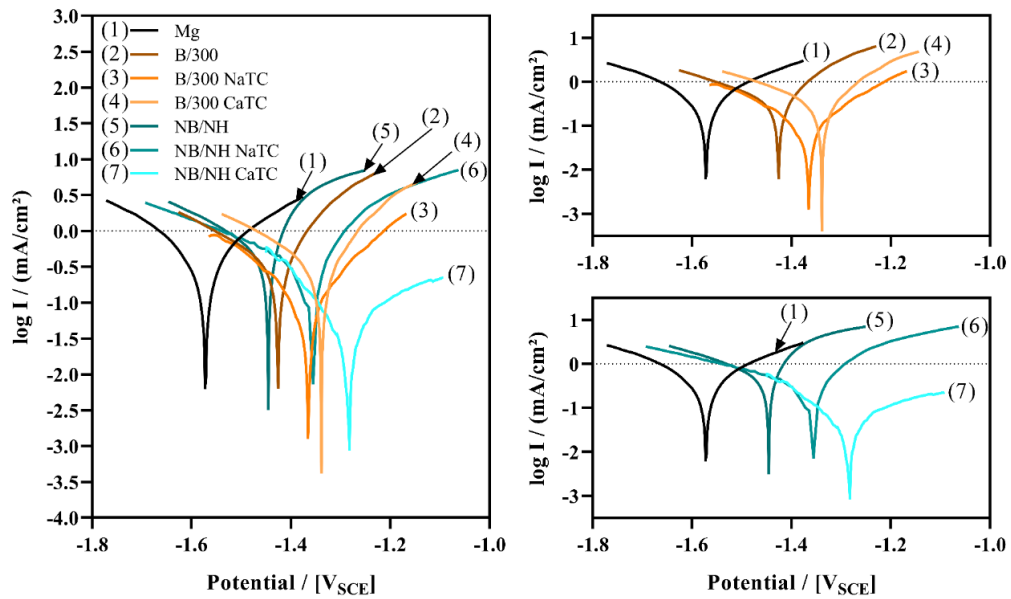 3.0
2.5
2.0
1.5
1.0
0.5
0.0
-0.5
-1.0
-1.5
-2.0
-2.5
-3.0
-3.5
-4.0
log I / (mA/cm²)
(1) Mg
(2) B/300
(3) B/300 NaTC
(4) B/300 CaTC
(5) NB/NH
(6) NB/NH NaTC
(7) NB/NH CaTC
(1)
(5)
(2)
(4)
(6)
(3)
(7)
-1.8 -1.6 -1.4 -1.2 -1.0
Potential / [V_SCE]
1
0
-1
-2
-3
log I / (mA/cm²)
(1)
(2)
(4)
(3)
-1.8 -1.6 -1.4 -1.2 -1.0
1
0
-1
-2
-3
log I / (mA/cm²)
(1)
(5)
(6)
(7)
-1.8 -1.6 -1.4 -1.2 -1.0
Potential / [V_SCE]